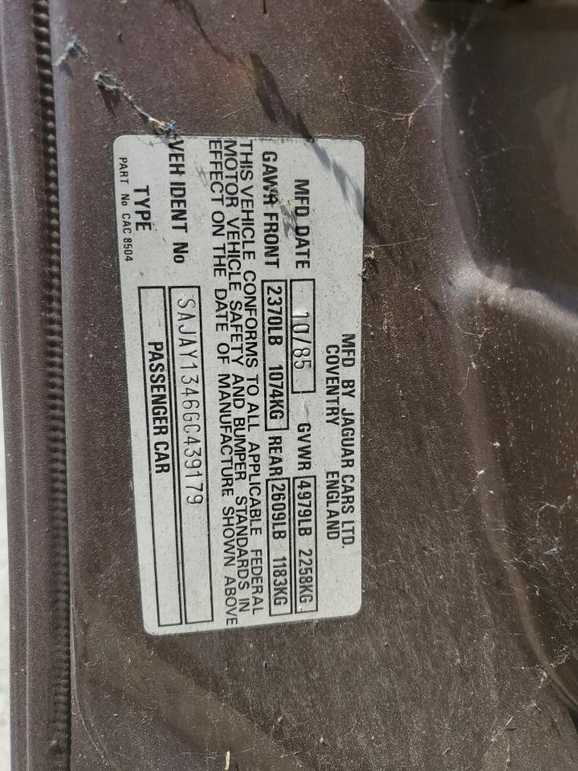 MFD BY JAGUAR CARS LTD.
COVENTRY ENGLAND
MFD DATE 10/85 GVWR 4979LB 2258KG
GAWR FRONT 2370LB 1074KG REAR 2609LB 1183KG
THIS VEHICLE CONFORMS TO ALL APPLICABLE FEDERAL
MOTOR VEHICLE SAFETY AND BUMPER STANDARDS IN
EFFECT ON THE DATE OF MANUFACTURE SHOWN ABOVE
VEH IDENT No SAJAY1346GC439179
TYPE PASSENGER CAR
PART No CAC 8504